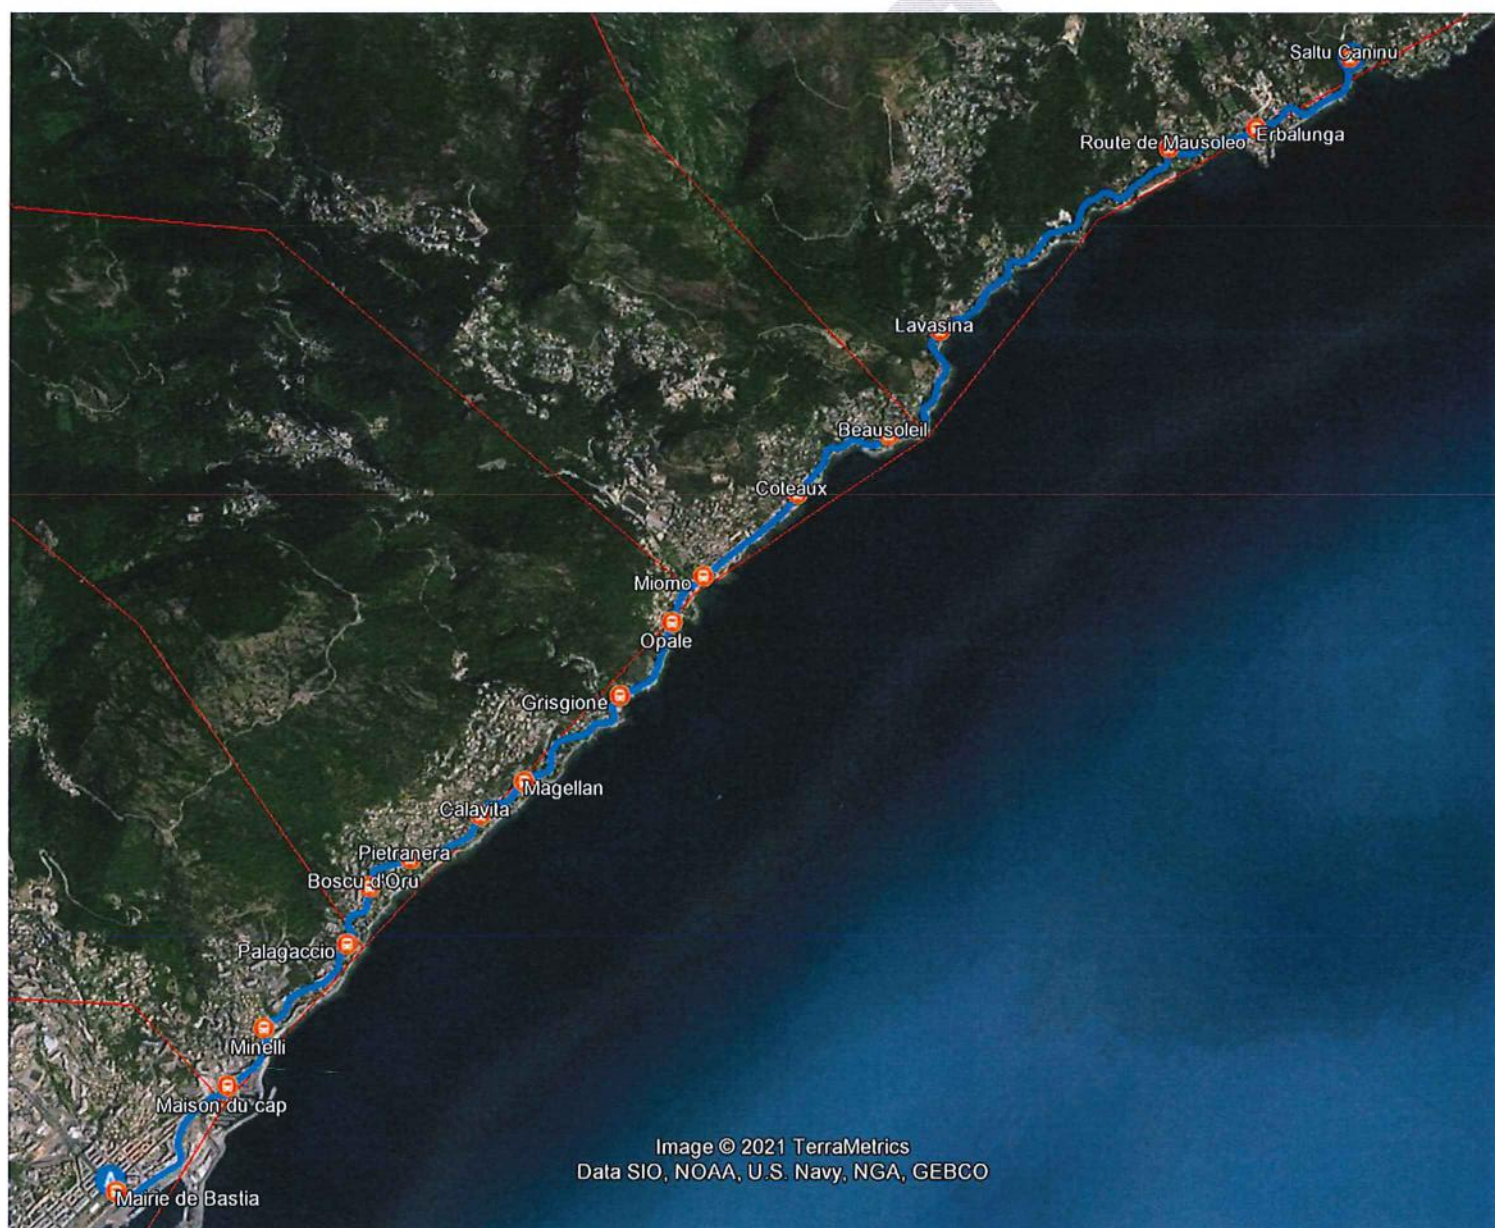 Saltu Caninu
Erbalunga
Route de Mausoleo
Lavasina
Beausoleil
Coteaux
Miomo
Opale
Grisgione
Magellan
Calavita
Pietranera
Boscu d'Oru
Palagaccio
Minelli
Maison du cap
A
Mairie de Bastia
Image © 2021 TerraMetrics
Data SIO, NOAA, U.S. Navy, NGA, GEBCO